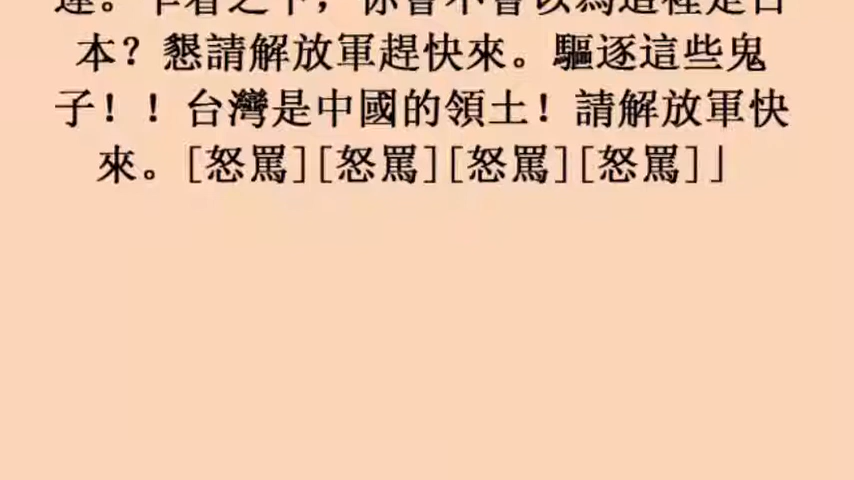 。乍看之下，你會不會以為這裡是日
本？懇請解放軍趕快來。驅逐這些鬼
子！！台灣是中國的領土！請解放軍快
來。[怒罵][怒罵][怒罵][怒罵]」